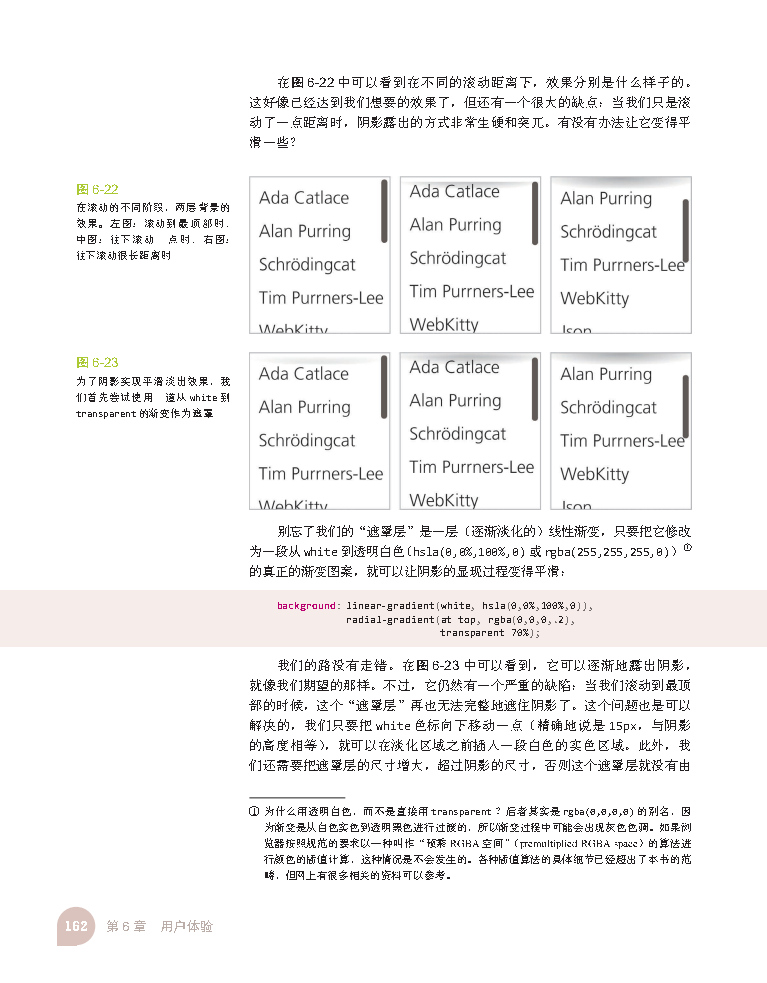 在图 6-22 中可以看到在不同的滚动距离下，效果分别是什么样子的。
这好像已经达到我们想要的效果了，但还有一个很大的缺点：当我们只是滚
动了一点距离时，阴影露出的方式非常生硬和突兀。有没有办法让它变得平
滑一些？
图 6-22
在滚动的不同阶段，两层背景的
效果。左图：滚动到最顶部时，
中图：往下滚动 点时，右图：
往下滚动很长距离时
Ada Catlace
Alan Purring
Schrödingcat
Tim Purrners-Lee
WebKitty
Ada Catlace
Alan Purring
Schrödingcat
Tim Purrners-Lee
WebKitty
Alan Purring
Schrödingcat
Tim Purrners-Lee
WebKitty
Json
图 6-23
为了阴影实现平滑淡出效果，我
们首先尝试使用 道从 white 到
transparent 的渐变作为遮罩
Ada Catlace
Alan Purring
Schrödingcat
Tim Purrners-Lee
WebKitty
Ada Catlace
Alan Purring
Schrödingcat
Tim Purrners-Lee
WebKitty
Alan Purring
Schrödingcat
Tim Purrners-Lee
WebKitty
Json
别忘了我们的“遮罩层”是一层（逐渐淡化的）线性渐变，只要把它修改
为一段从 white 到透明白色（hsla(0,0%,100%,0) 或 rgba(255,255,255,0)）①
的真正的渐变图案，就可以让阴影的显现过程变得平滑：
background: linear-gradient(white, hsla(0,0%,100%,0)),
radial-gradient(at top, rgba(0,0,0,.2),
transparent 70%);
我们的路没有走错。在图 6-23 中可以看到，它可以逐渐地露出阴影，
就像我们期望的那样。不过，它仍然有一个严重的缺陷：当我们滚动到最顶
部的时候，这个“遮罩层”再也无法完整地遮住阴影了。这个问题也是可以
解决的，我们只要把 white 色标向下移动一点（精确地说是 15px，与阴影
的高度相等），就可以在淡化区域之前插入一段白色的实色区域。此外，我
们还需要把遮罩层的尺寸增大，超过阴影的尺寸，否则这个遮罩层就没有由
① 为什么用透明白色，而不是直接用 transparent ？后者其实是 rgba(0,0,0,0) 的别名，因
为渐变是从白色实色到透明黑色进行过渡的，所以渐变过程中可能会出现灰色色调。如果浏
览器按照规范的要求以一种叫作“预乘 RGBA 空间”（premultiplied RGBA space）的算法进
行颜色的插值计算，这种情况是不会发生的。各种插值算法的具体细节已经超出了本书的范
畴，但网上有很多相关的资料可以参考。
162 第 6 章 用户体验